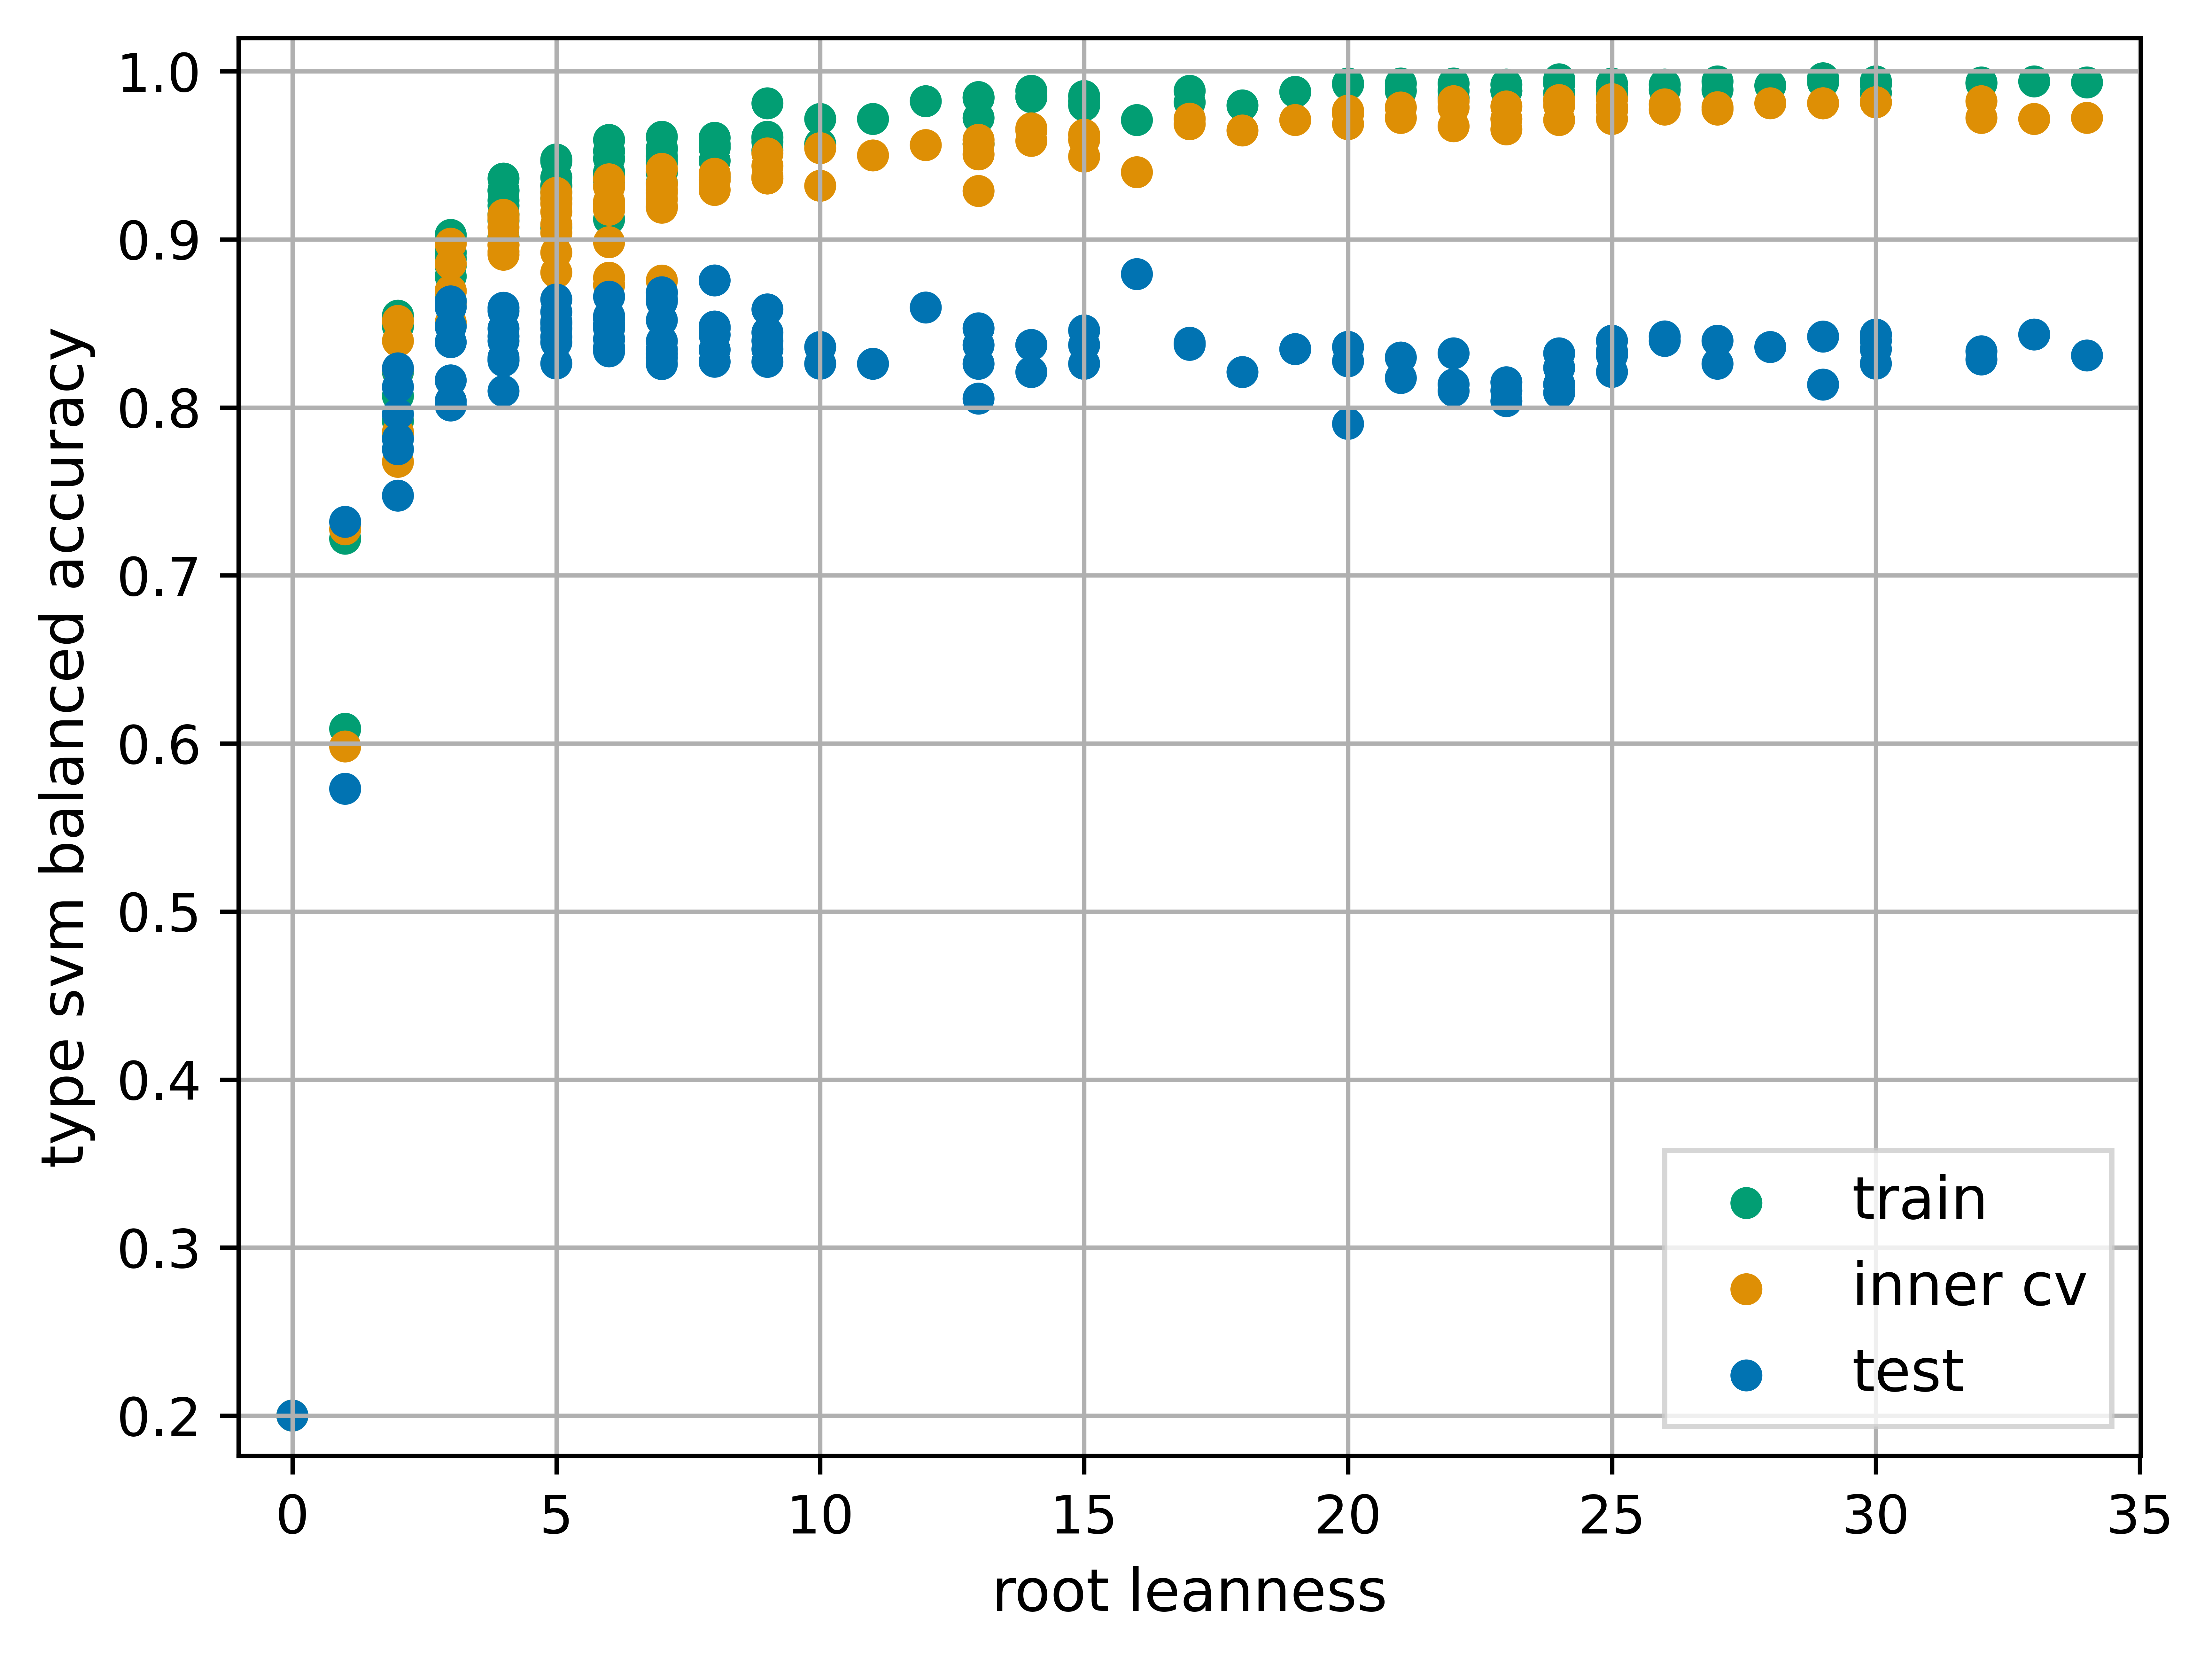 type svm balanced accuracy
1.0
0.9
0.8
0.7
0.6
0.5
0.4
0.3
0.2
train
inner cv
test
0 5 10 15 20 25 30 35
root leanness